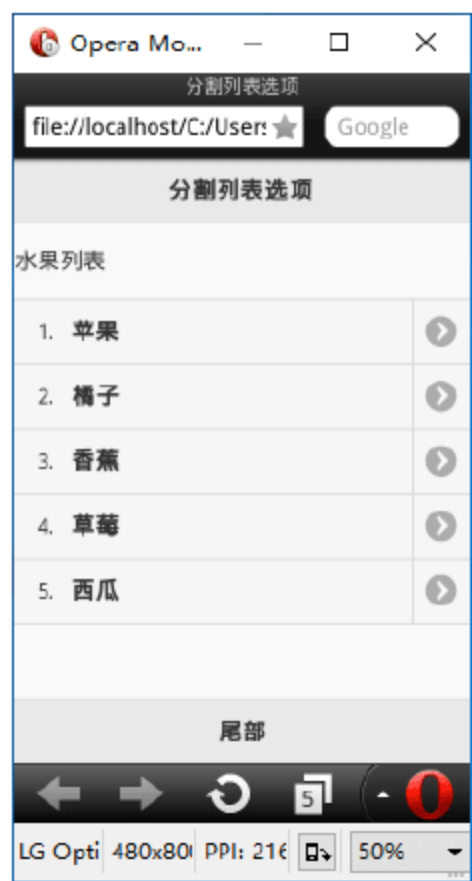 Opera Mo...
分割列表选项
file://localhost/C:/User:
Google
分割列表选项
水果列表
1. 苹果
2. 橘子
3. 香蕉
4. 草莓
5. 西瓜
尾部
5
LG Opti 480x80 PPI: 216 50%